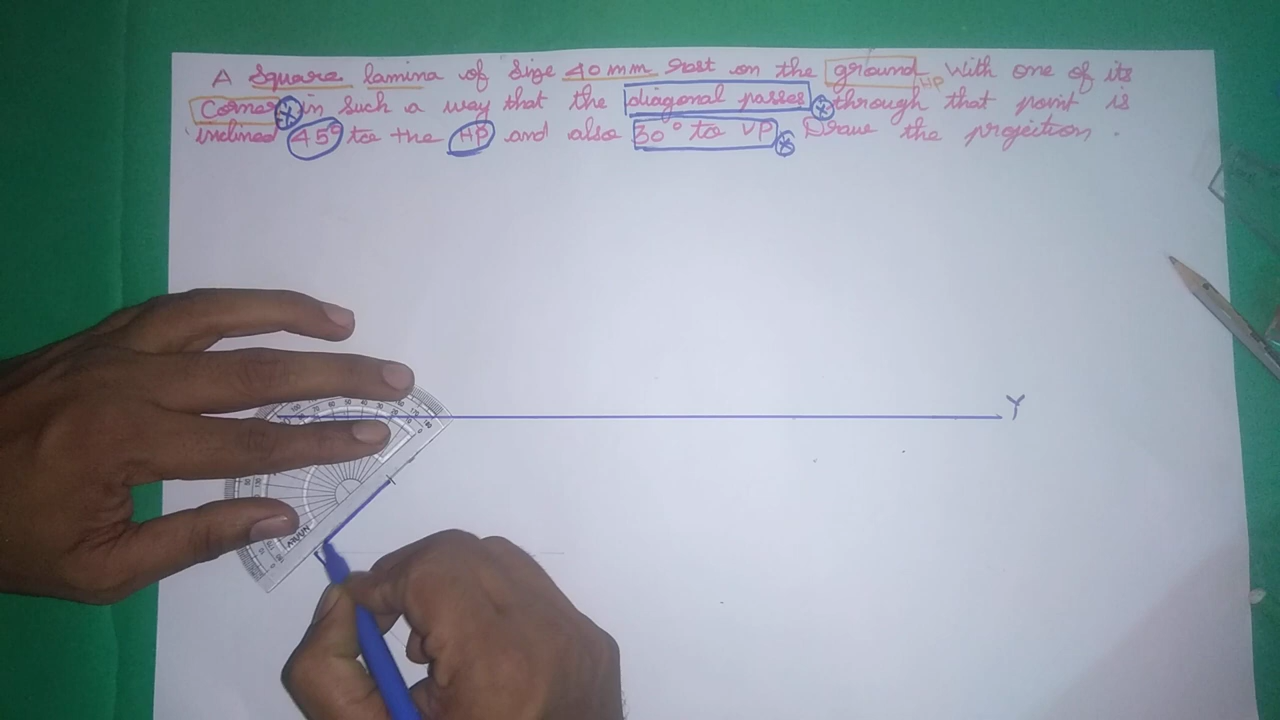 A Square lamina of Size 40 mm rest on the ground HP With one of its
Corner in such a way that the diagonal passes through that point is
inclined 45° to the HP and also 30° to VP Draw the projection .
Y